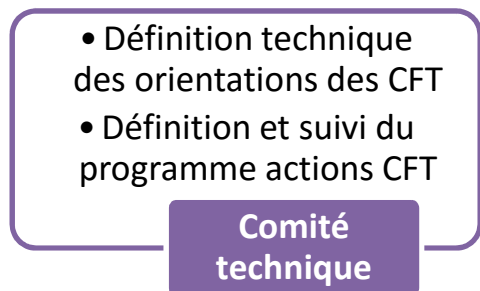 • Définition technique
des orientations des CFT
• Définition et suivi du
programme actions CFT
Comité
technique